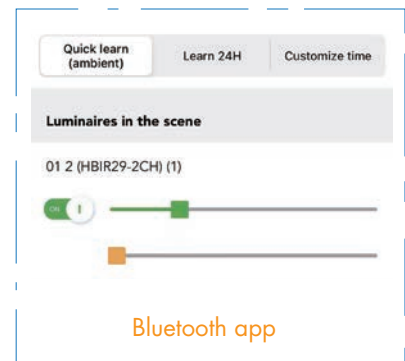 Quick learn
(ambient)
Learn 24H
Customize time
Luminaires in the scene
01 2 (HBIR29-2CH) (1)
ON
Bluetooth app